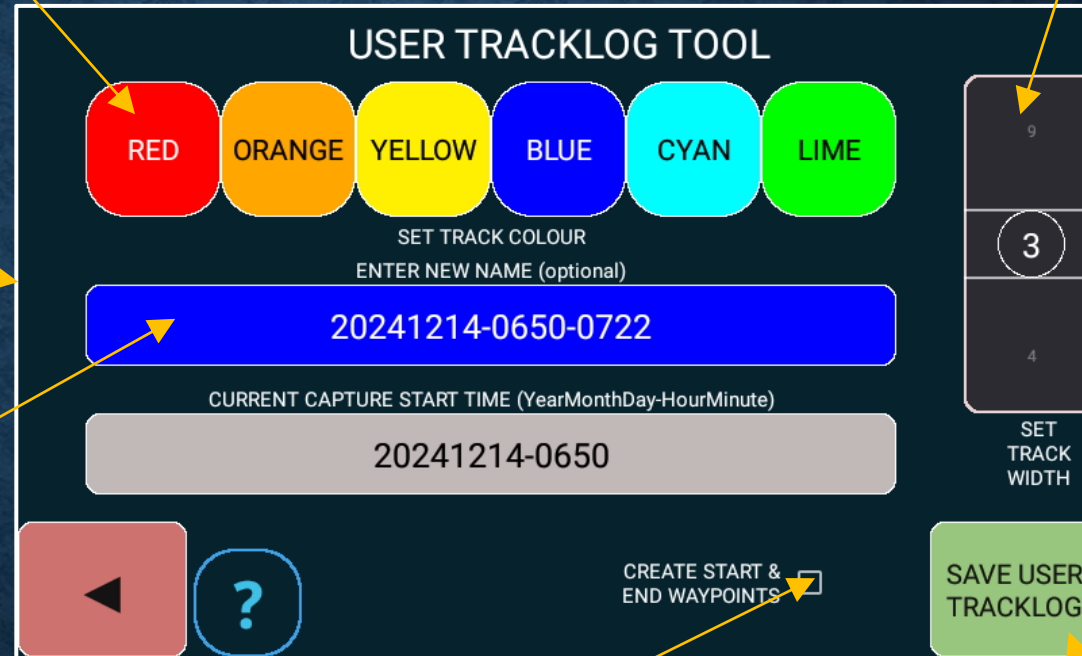 USER TRACKLOG TOOL
RED ORANGE YELLOW BLUE CYAN LIME
9
SET TRACK COLOUR
3
ENTER NEW NAME (optional)
20241214-0650-0722
4
CURRENT CAPTURE START TIME (YearMonthDay-HourMinute)
20241214-0650
SET
TRACK
WIDTH
?
CREATE START &
END WAYPOINTS
SAVE USER
TRACKLOG